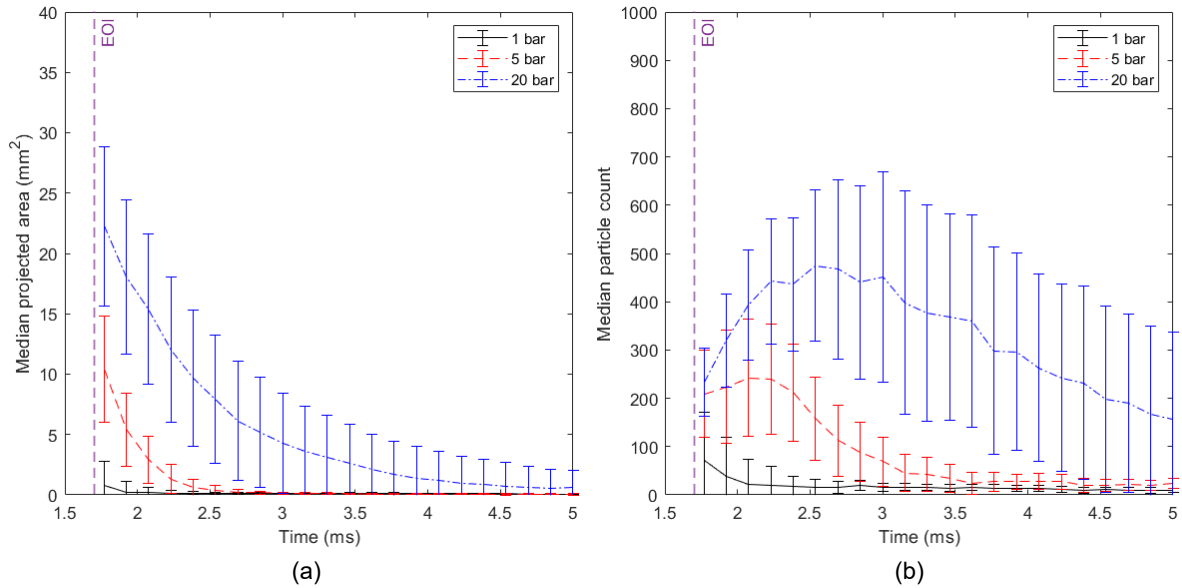 40
35
30
25
20
15
10
5
0
Median projected area (mm²)
EOI
1 bar
5 bar
20 bar
1.5 2 2.5 3 3.5 4 4.5 5
Time (ms)
(a)
1000
900
800
700
600
500
400
300
200
100
0
Median particle count
EOI
1 bar
5 bar
20 bar
1.5 2 2.5 3 3.5 4 4.5 5
Time (ms)
(b)